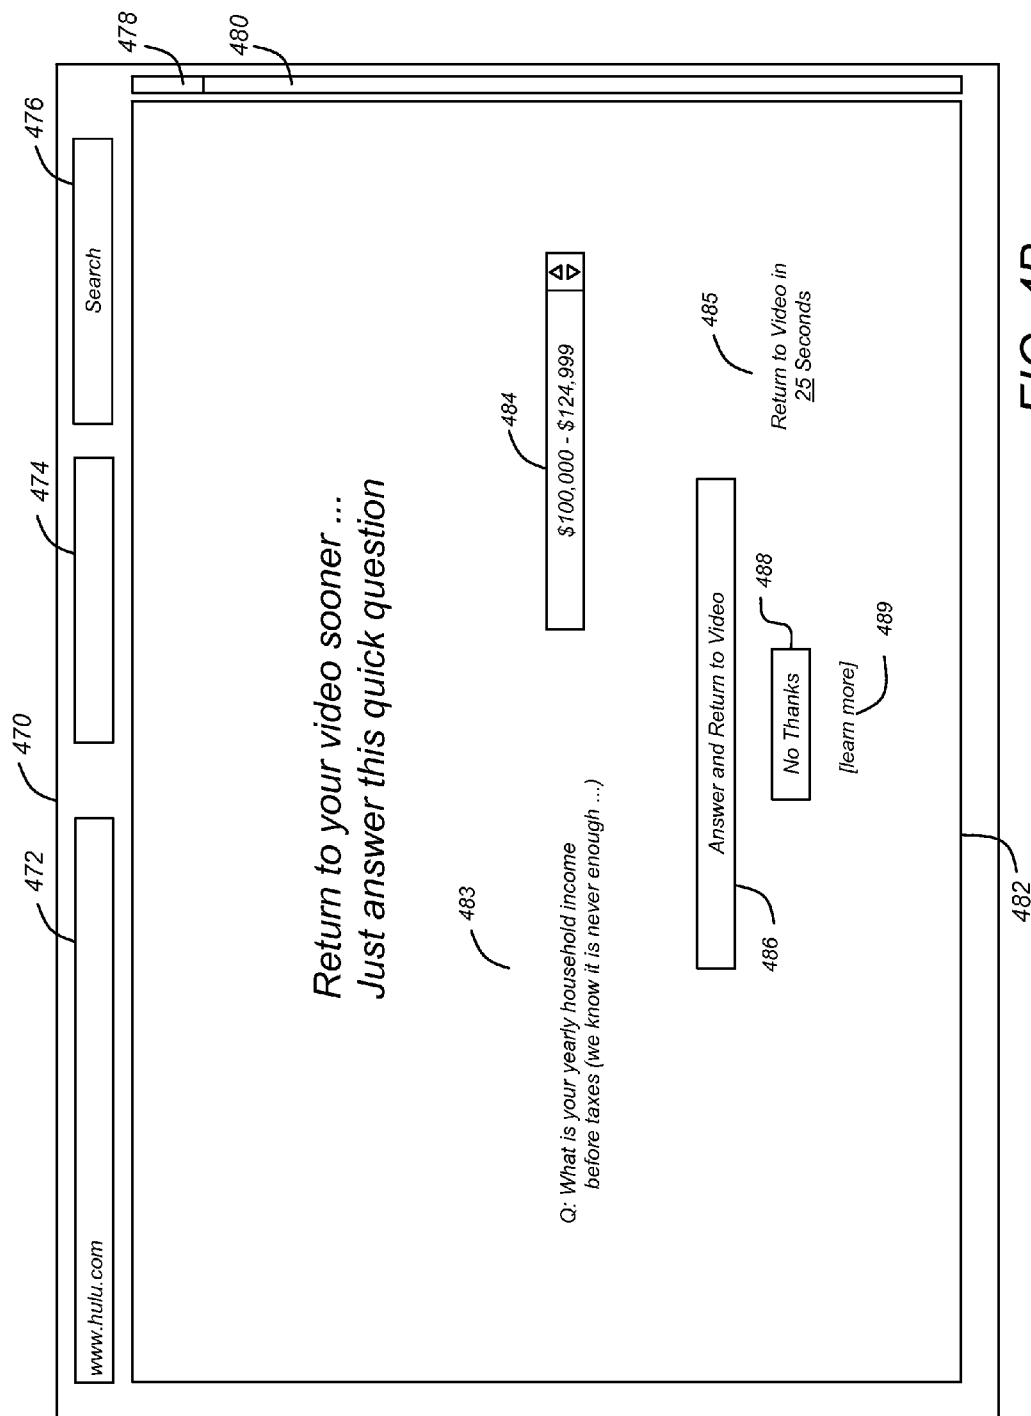 470
472
474
476
www.hulu.com
Search
478
480
Return to your video sooner ...
Just answer this quick question
483
484
Q: What is your yearly household income
before taxes (we know it is never enough ...)
$100,000 - $124,999
485
Answer and Return to Video
486
Return to Video in
25 Seconds
488
No Thanks
489
[learn more]
482